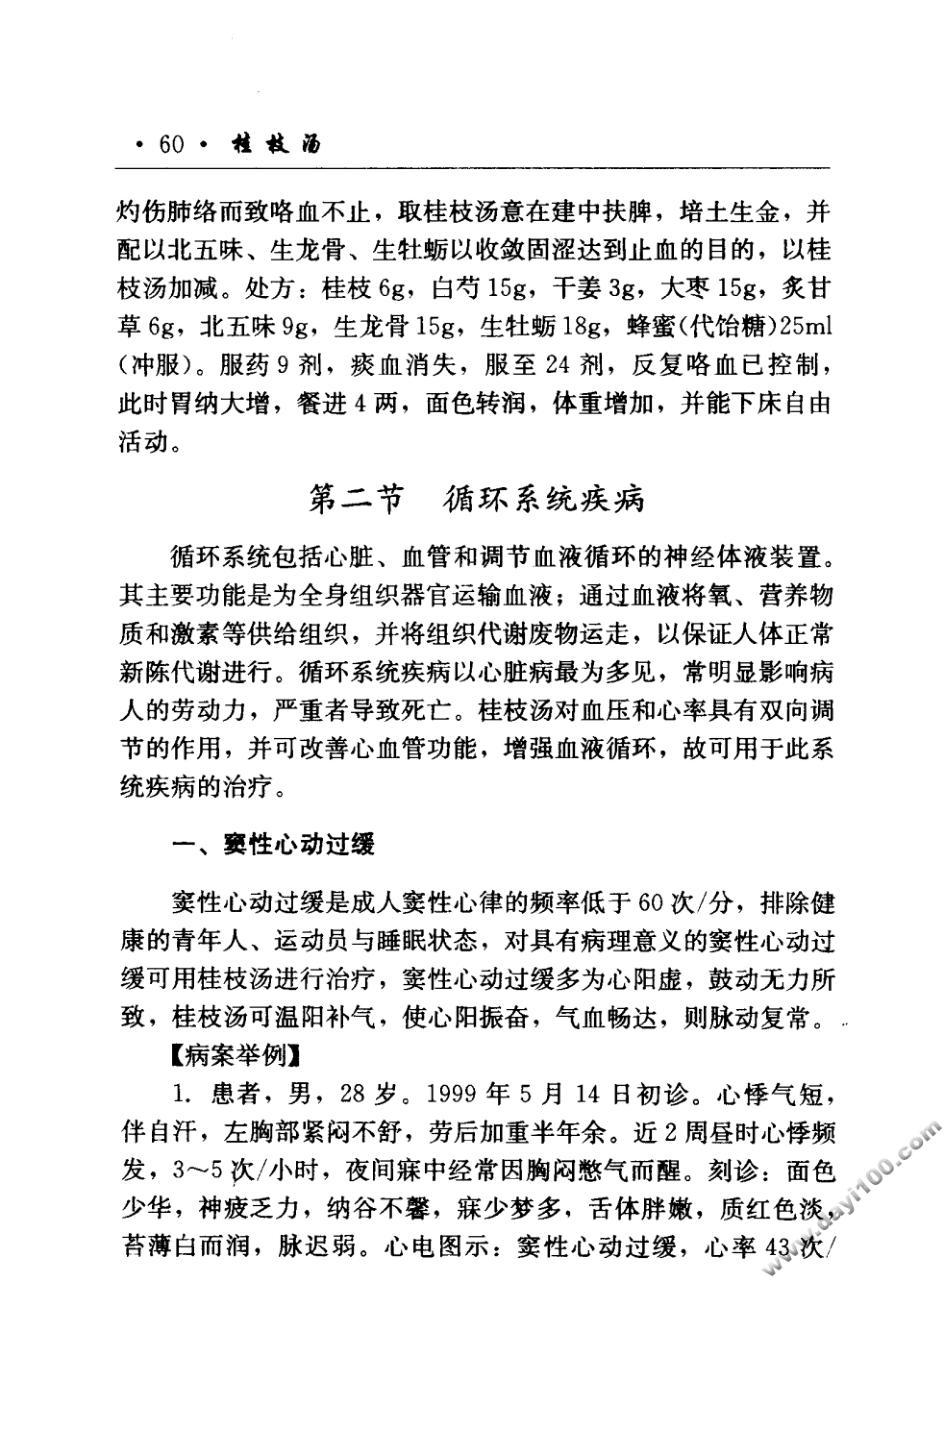 · 60 · 桂枝汤
灼伤肺络而致咯血不止，取桂枝汤意在建中扶脾，培土生金，并
配以北五味、生龙骨、生牡蛎以收敛固涩达到止血的目的，以桂
枝汤加减。处方：桂枝 6g，白芍 15g，干姜 3g，大枣 15g，炙甘
草 6g，北五味 9g，生龙骨 15g，生牡蛎 18g，蜂蜜(代饴糖)25ml
(冲服)。服药 9 剂，痰血消失，服至 24 剂，反复咯血已控制，
此时胃纳大增，餐进 4 两，面色转润，体重增加，并能下床自由
活动。
第二节 循环系统疾病
循环系统包括心脏、血管和调节血液循环的神经体液装置。
其主要功能是为全身组织器官运输血液；通过血液将氧、营养物
质和激素等供给组织，并将组织代谢废物运走，以保证人体正常
新陈代谢进行。循环系统疾病以心脏病最为多见，常明显影响病
人的劳动力，严重者导致死亡。桂枝汤对血压和心率具有双向调
节的作用，并可改善心血管功能，增强血液循环，故可用于此系
统疾病的治疗。
一、窦性心动过缓
窦性心动过缓是成人窦性心律的频率低于 60 次/分，排除健
康的青年人、运动员与睡眠状态，对具有病理意义的窦性心动过
缓可用桂枝汤进行治疗，窦性心动过缓多为心阳虚，鼓动无力所
致，桂枝汤可温阳补气，使心阳振奋，气血畅达，则脉动复常。
【病案举例】
1. 患者，男，28 岁。1999 年 5 月 14 日初诊。心悸气短，
伴自汗，左胸部紧闷不舒，劳后加重半年余。近 2 周昼时心悸频
发，3～5 次/小时，夜间寐中经常因胸闷憋气而醒。刻诊：面色
少华，神疲乏力，纳谷不馨，寐少梦多，舌体胖嫩，质红色淡，
苔薄白而润，脉迟弱。心电图示：窦性心动过缓，心率 43 次/
www.dayi100.com